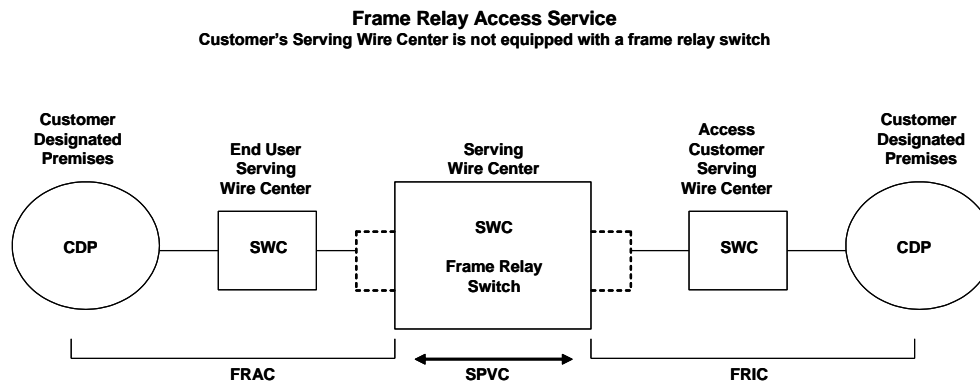 Frame Relay Access Service
Customer's Serving Wire Center is not equipped with a frame relay switch
Customer
Designated
Premises
End User
Serving
Wire Center
Serving
Wire Center
Access
Customer
Serving
Wire Center
Customer
Designated
Premises
CDP
SWC
SWC
Frame Relay
Switch
SWC
CDP
FRAC
SPVC
FRIC